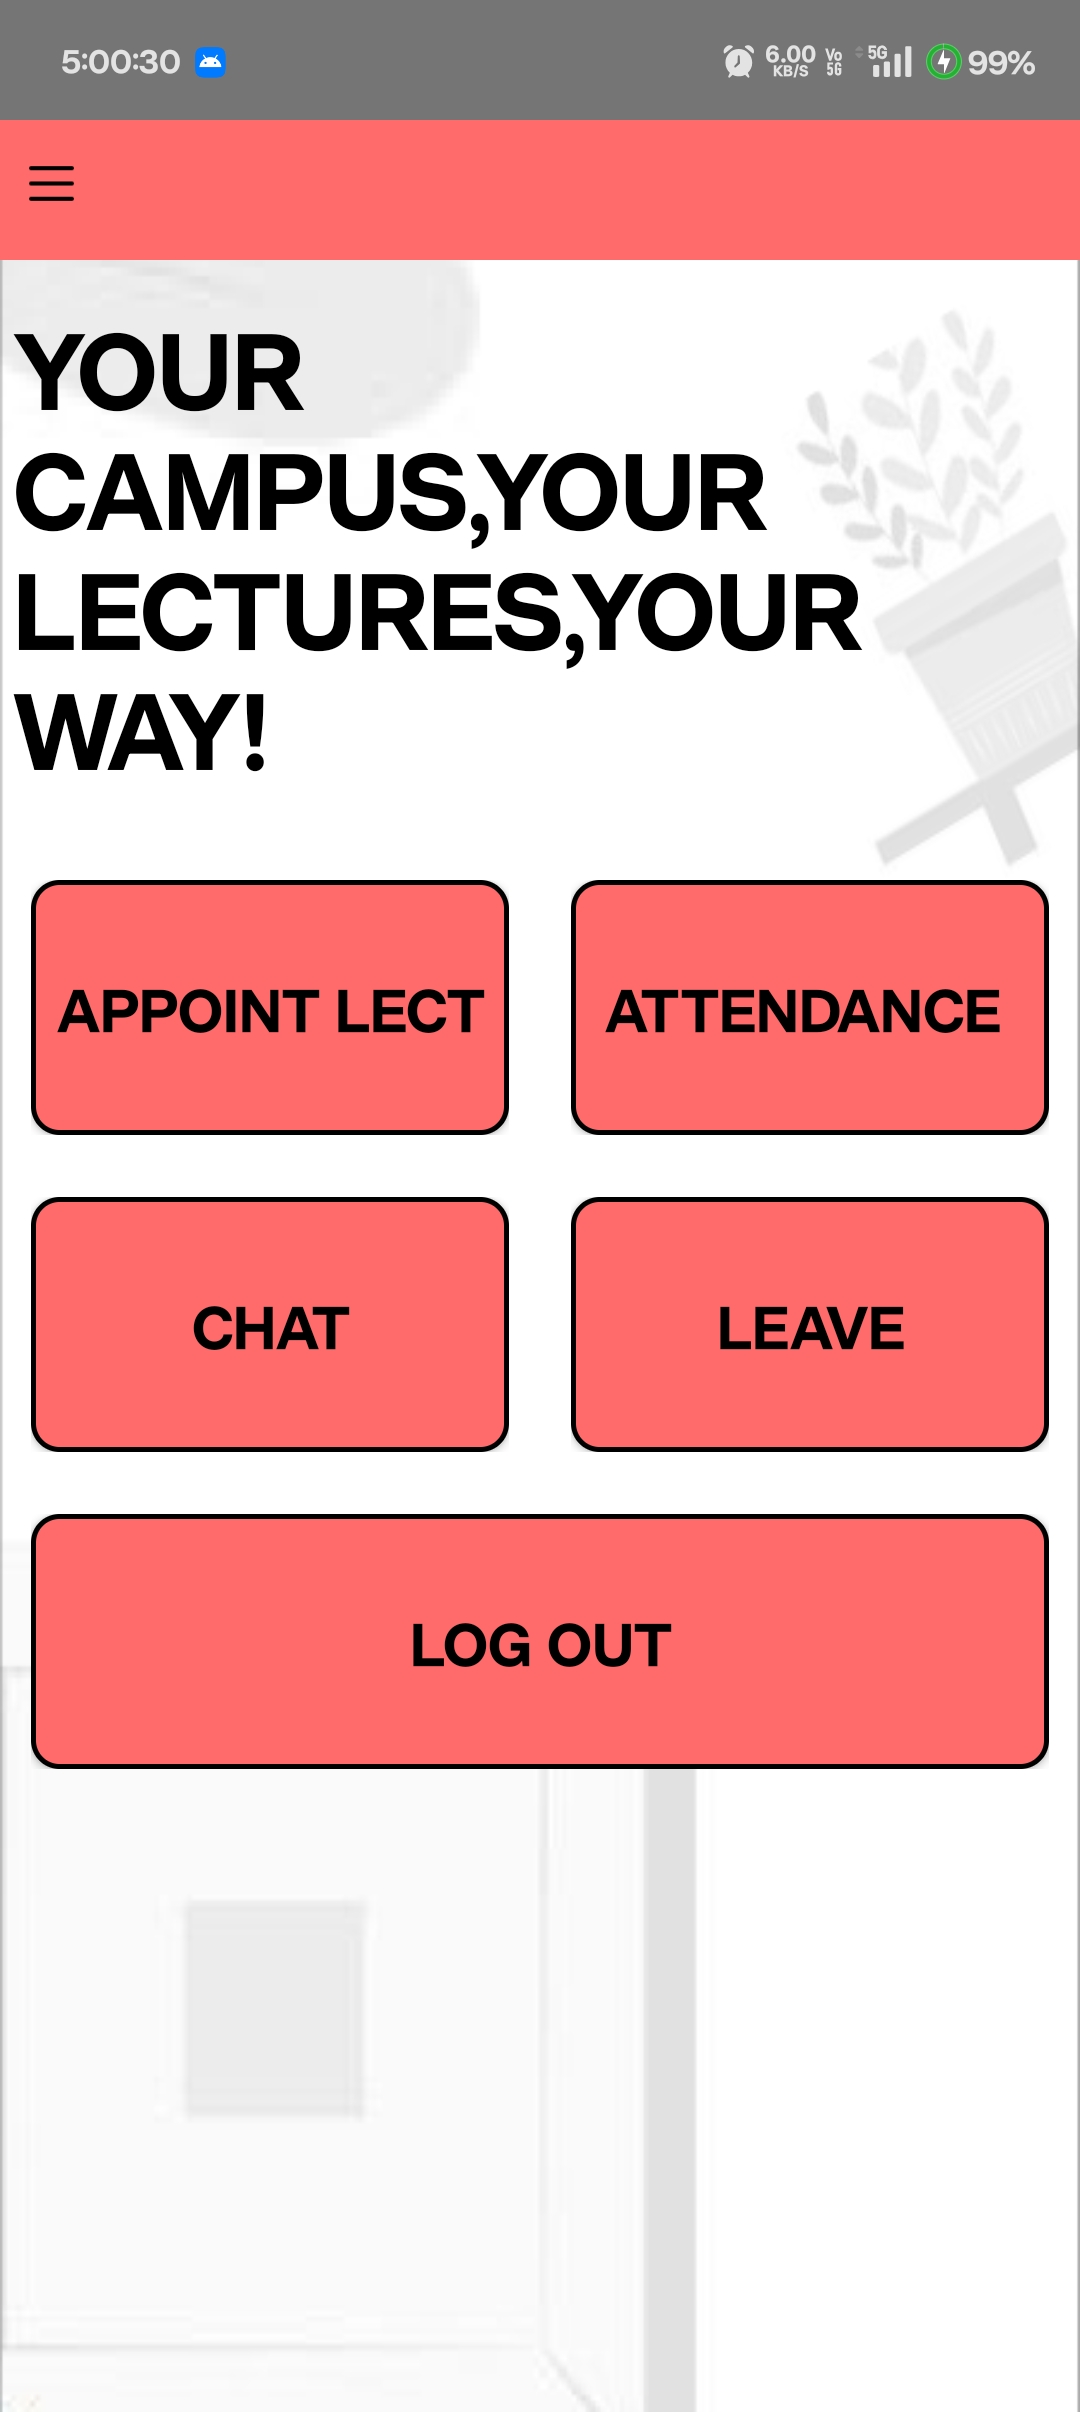 5:00:30 6.00 KB/S Vo 5G 5G 99%
YOUR
CAMPUS,YOUR
LECTURES,YOUR
WAY!
APPOINT LECT
ATTENDANCE
CHAT
LEAVE
LOG OUT